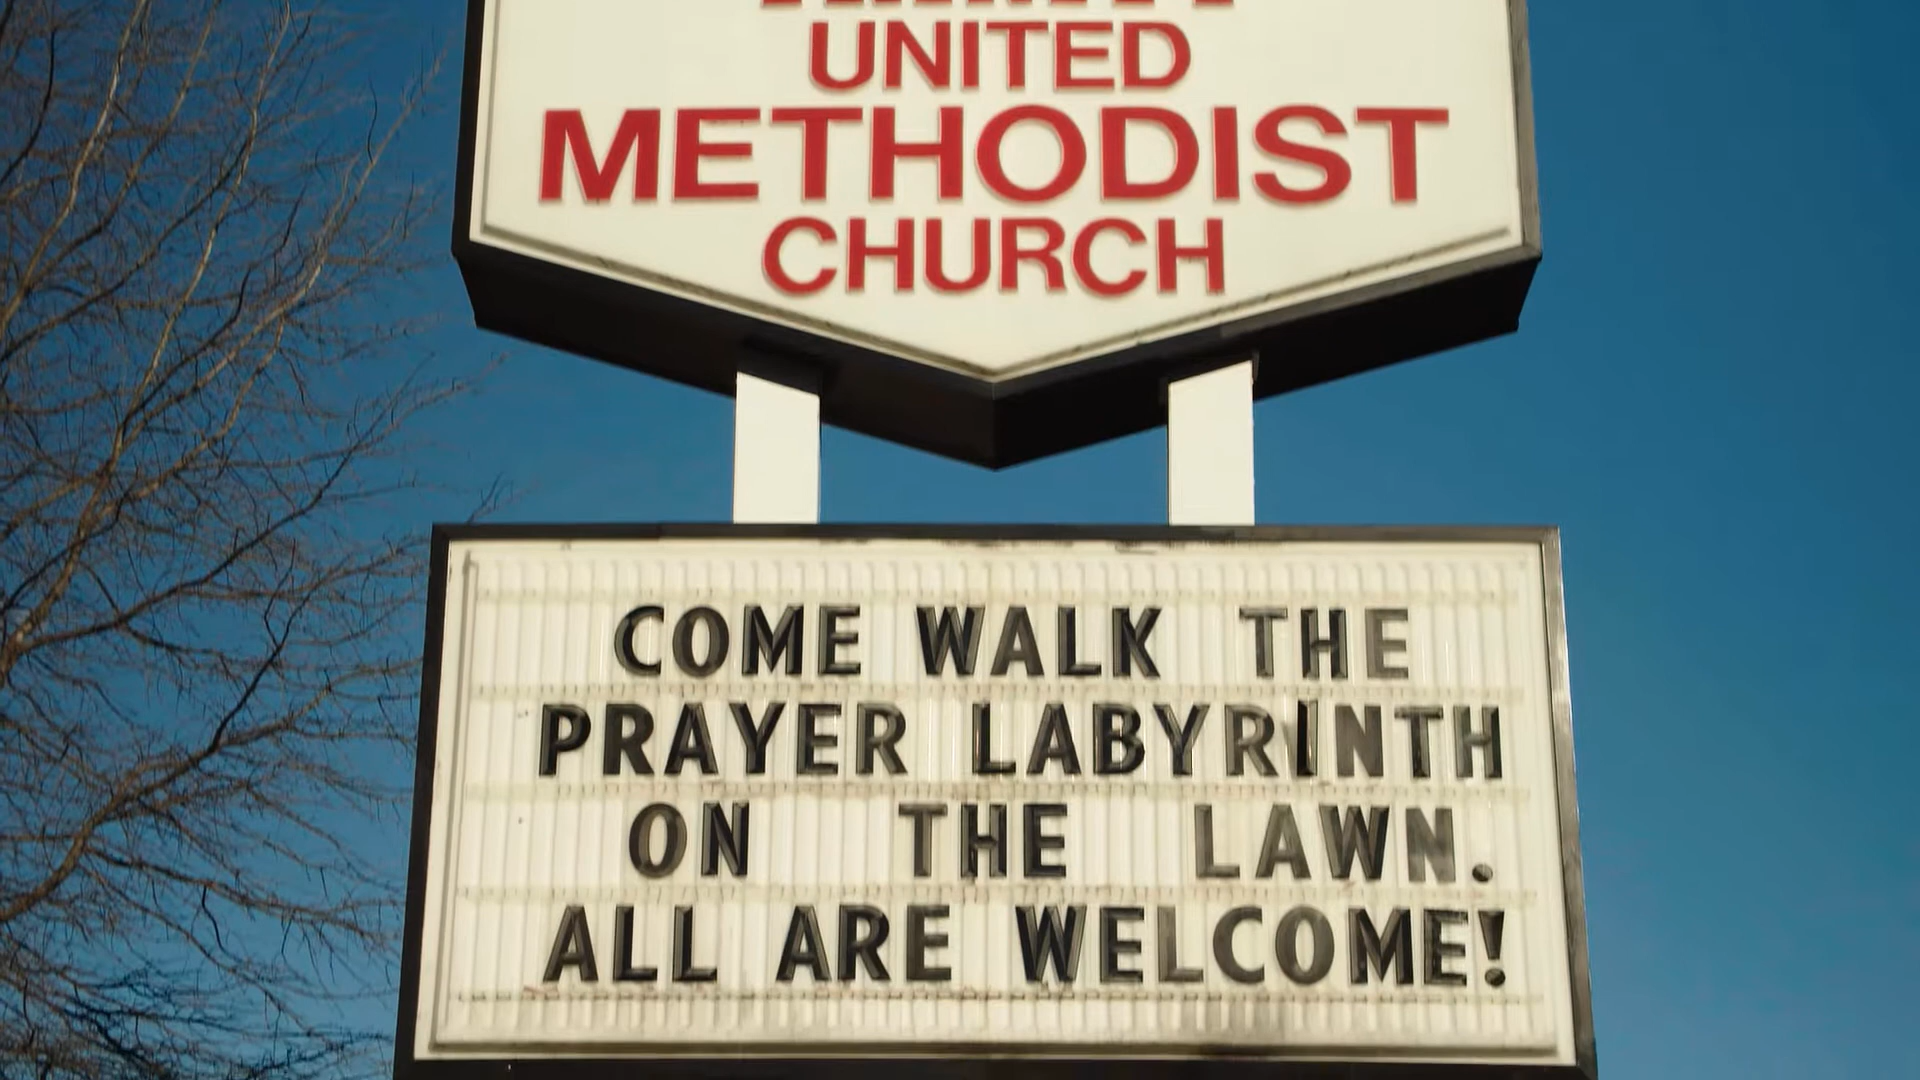 UNITED
METHODIST
CHURCH
COME WALK THE
PRAYER LABYRINTH
ON THE LAWN.
ALL ARE WELCOME!